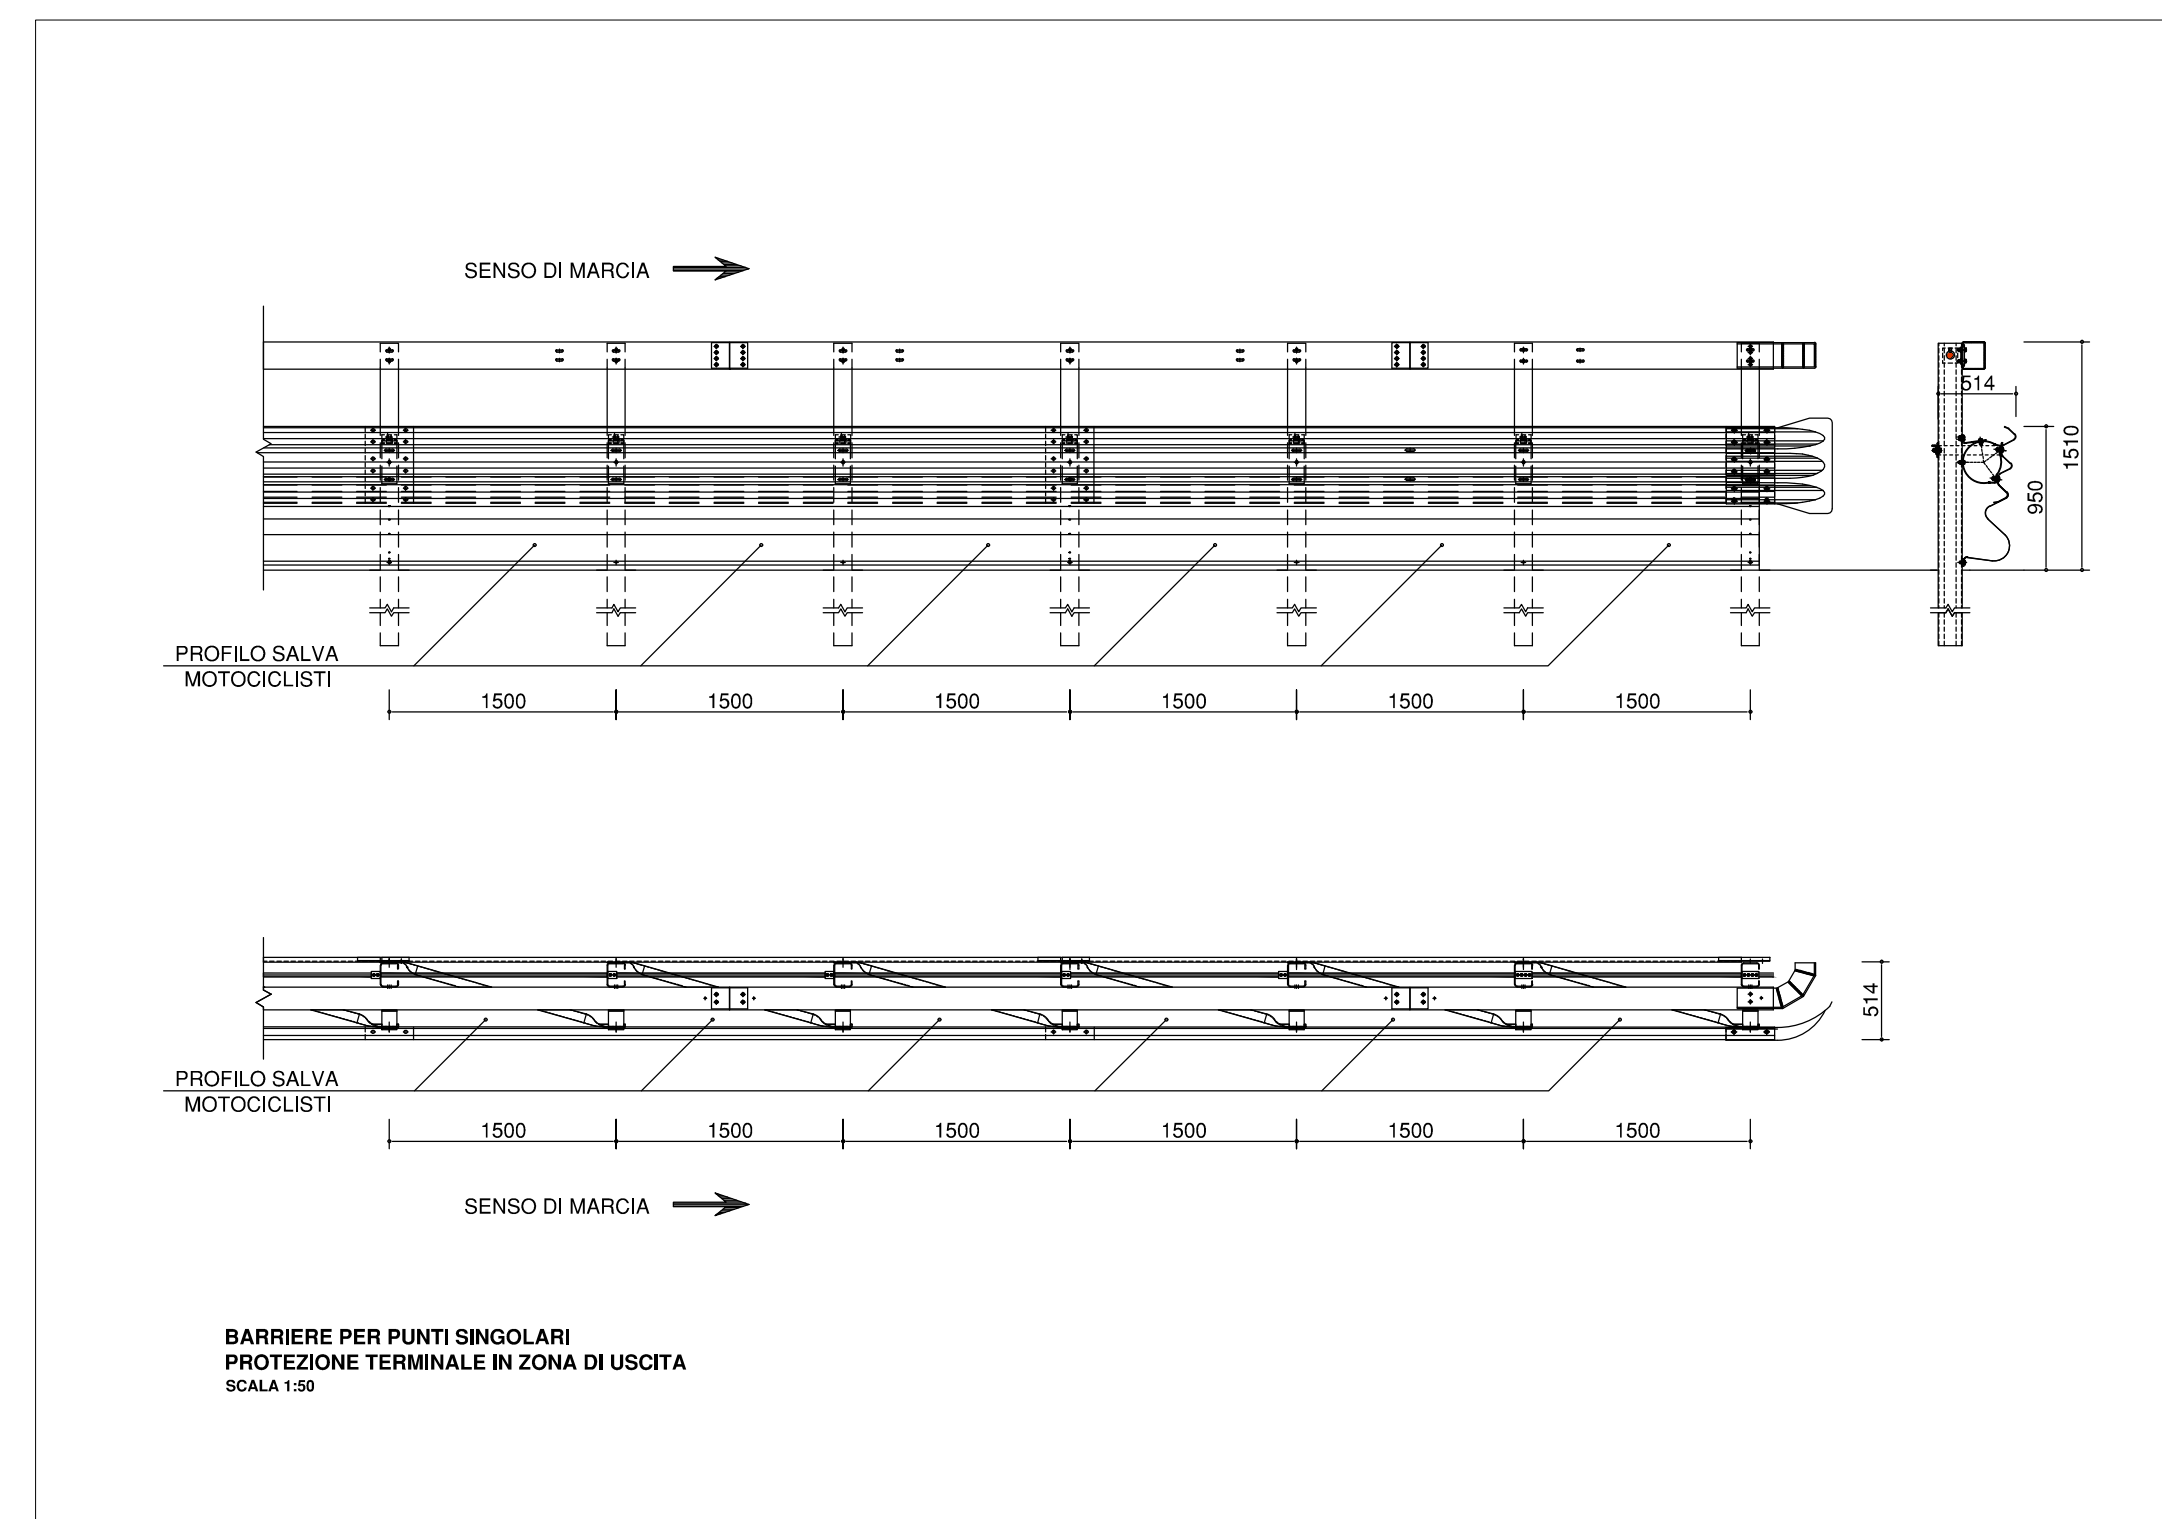 SENSO DI MARCIA
514
1510
950
PROFILO SALVA
MOTOCICLISTI
1500 1500 1500 1500 1500 1500
514
PROFILO SALVA
MOTOCICLISTI
1500 1500 1500 1500 1500 1500
SENSO DI MARCIA
BARRIERE PER PUNTI SINGOLARI
PROTEZIONE TERMINALE IN ZONA DI USCITA
SCALA 1:50